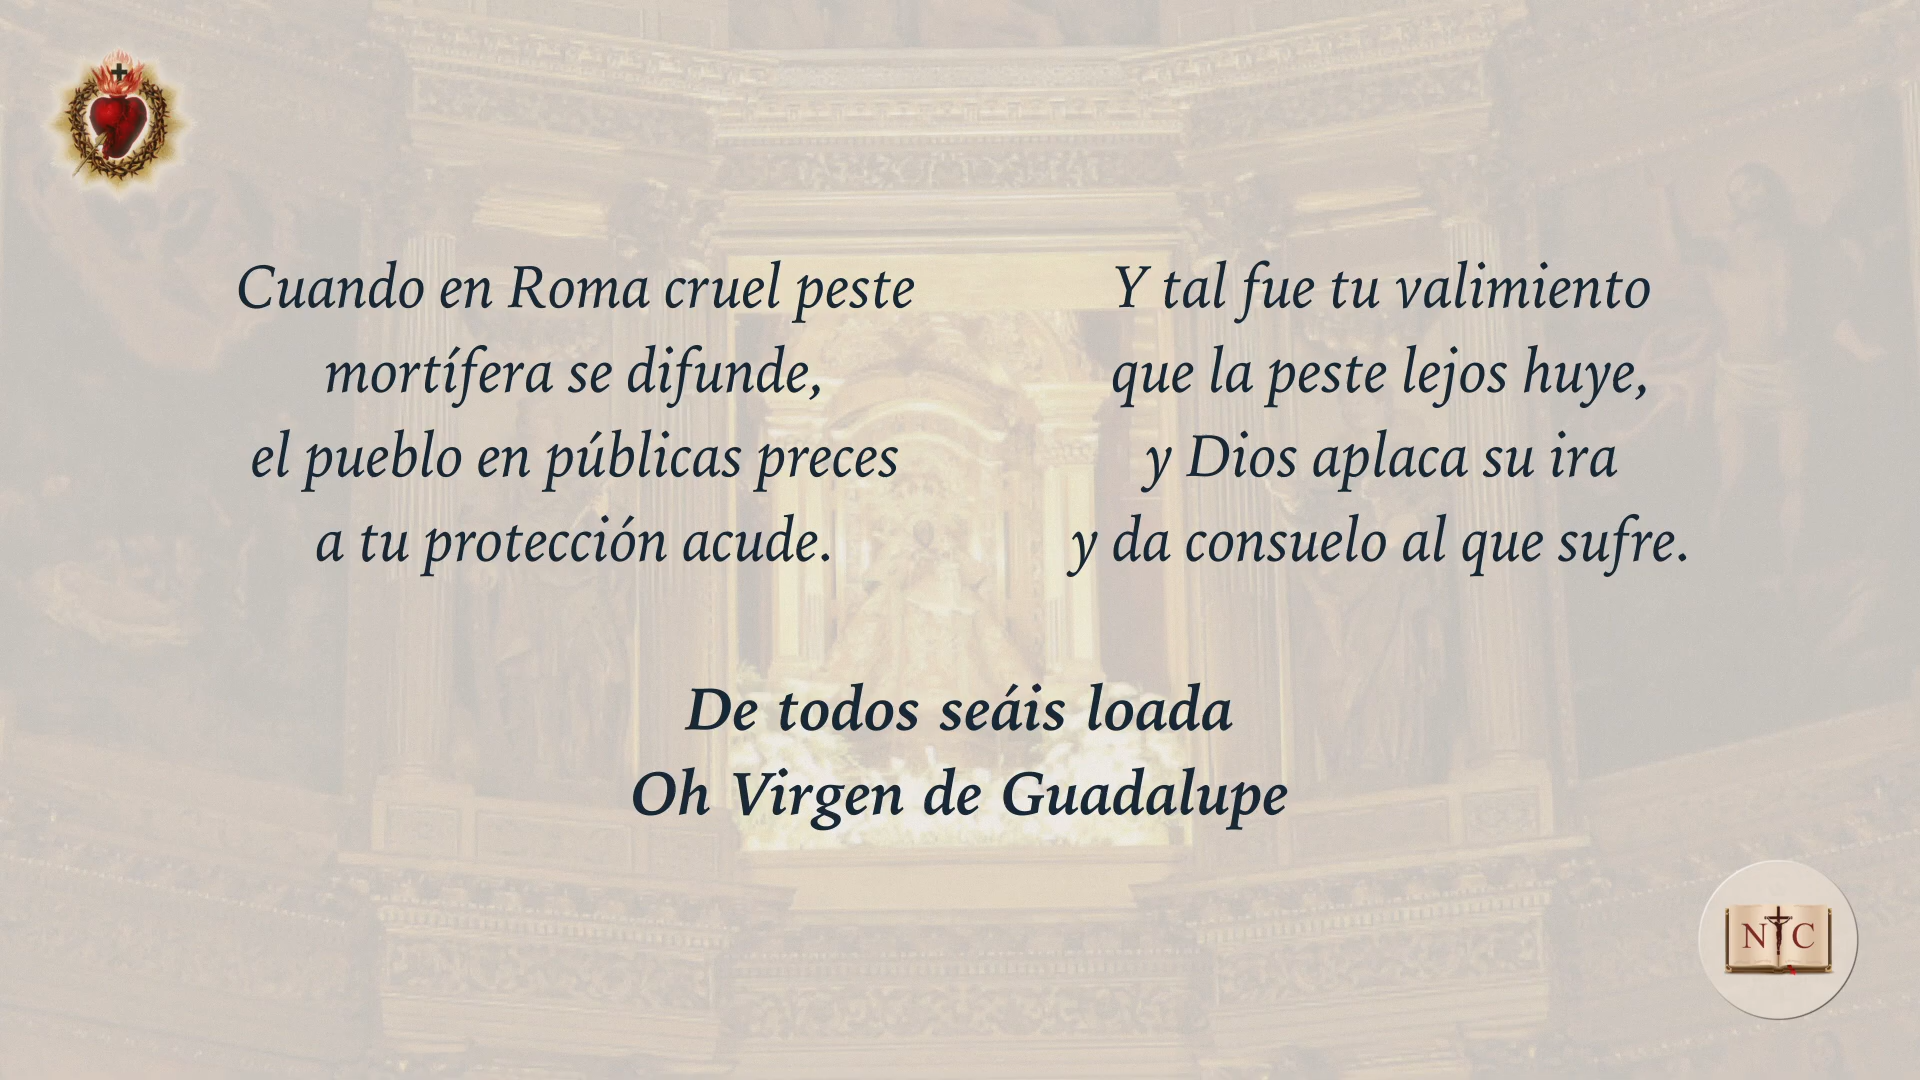 Cuando en Roma cruel peste
mortífera se difunde,
el pueblo en públicas preces
a tu protección acude.
Y tal fue tu valimiento
que la peste lejos huye,
y Dios aplaca su ira
y da consuelo al que sufre.
De todos seáis loada
Oh Virgen de Guadalupe
N C